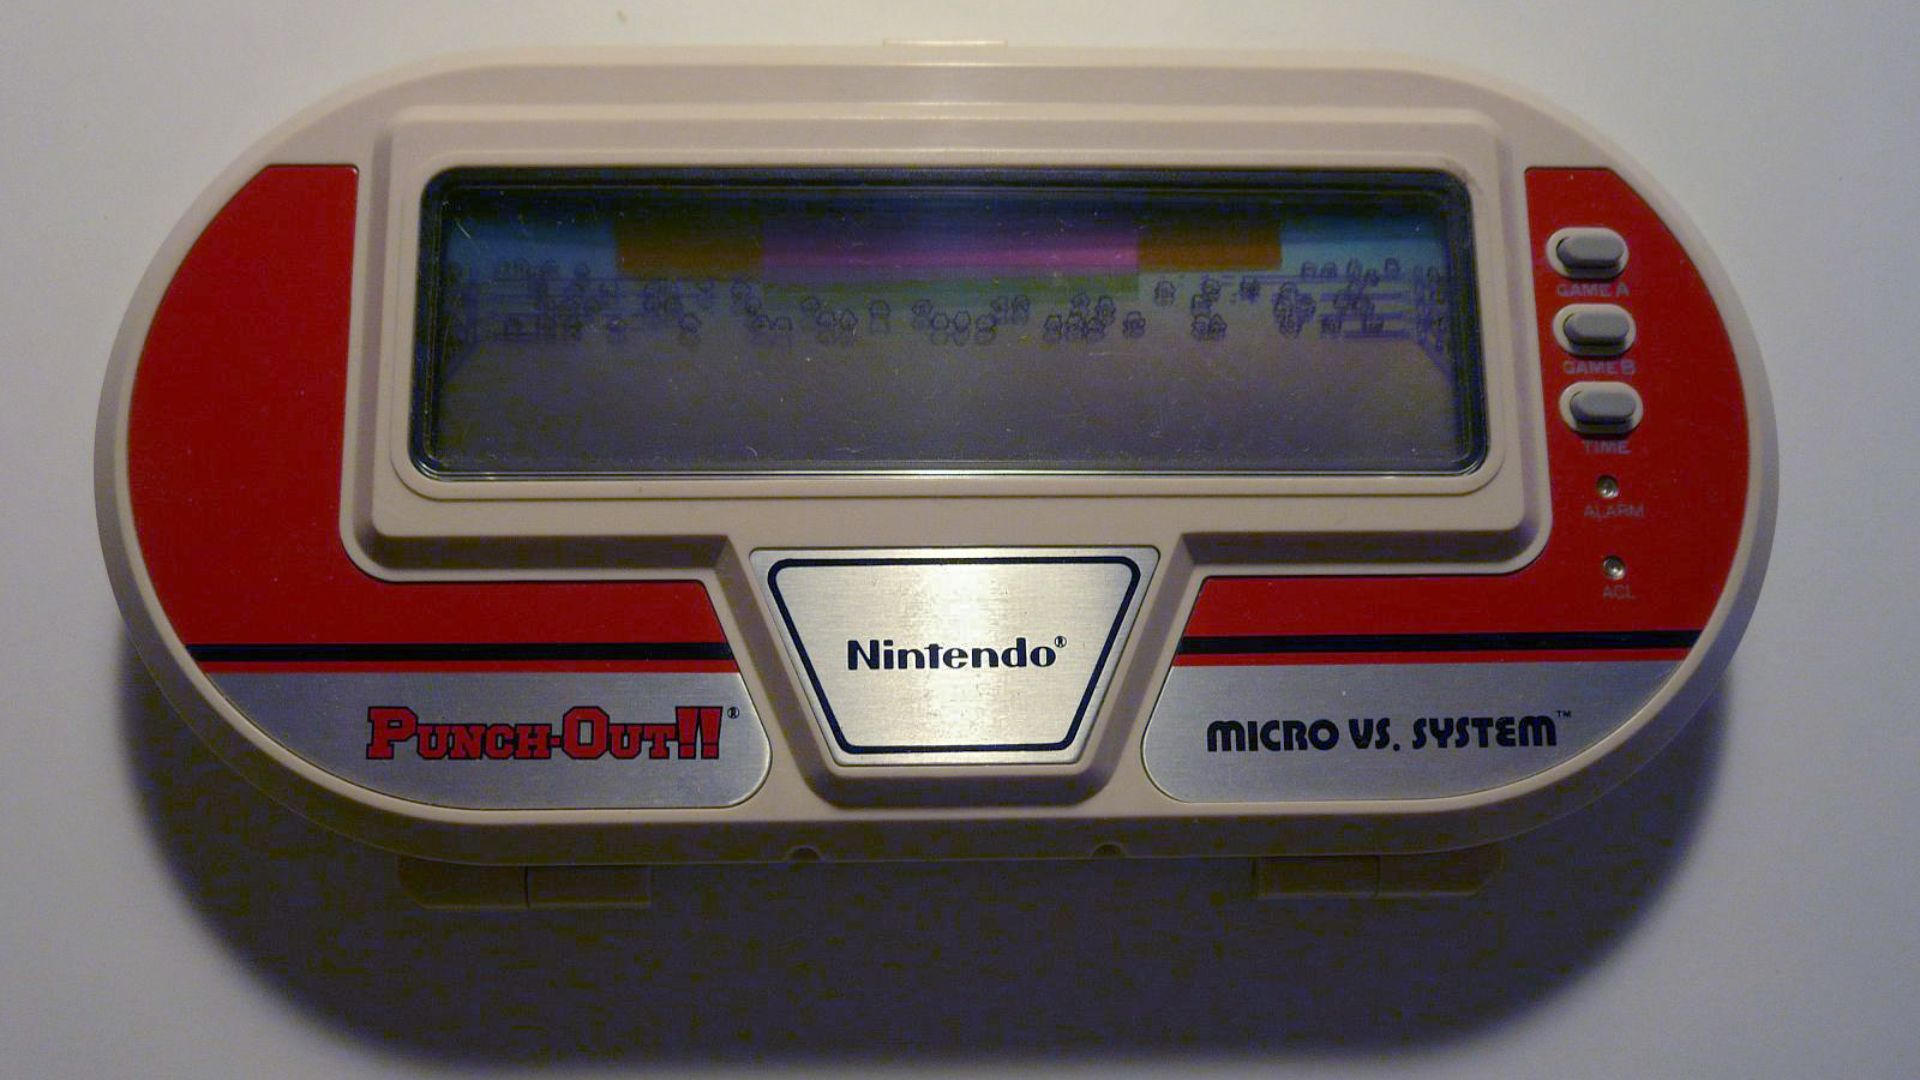 GAME A
GAME B
TIME
ALARM
ACL
Nintendo®
PUNCH-OUT!!®
MICRO VS. SYSTEM™